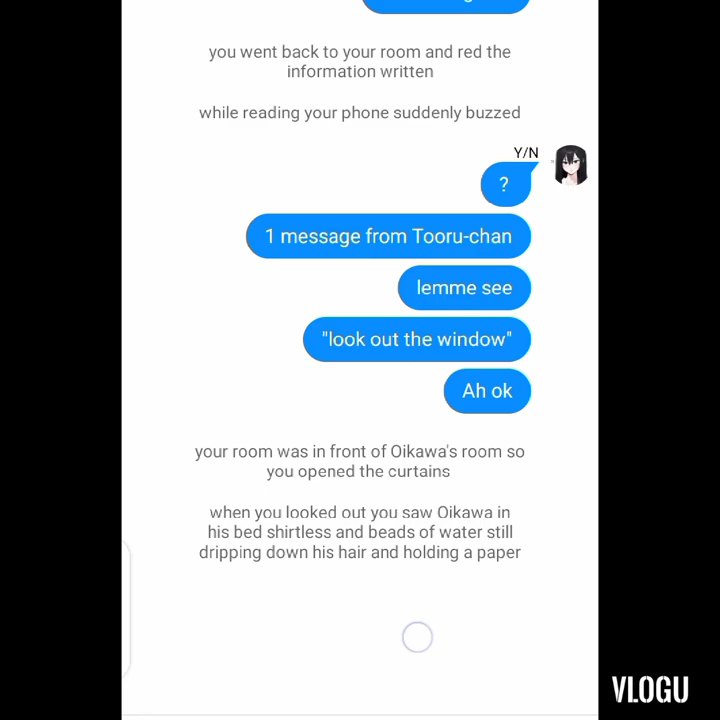 you went back to your room and red the
information written
while reading your phone suddenly buzzed
Y/N
?
1 message from Tooru-chan
lemme see
"look out the window"
Ah ok
your room was in front of Oikawa's room so
you opened the curtains
when you looked out you saw Oikawa in
his bed shirtless and beads of water still
dripping down his hair and holding a paper
VLOGU